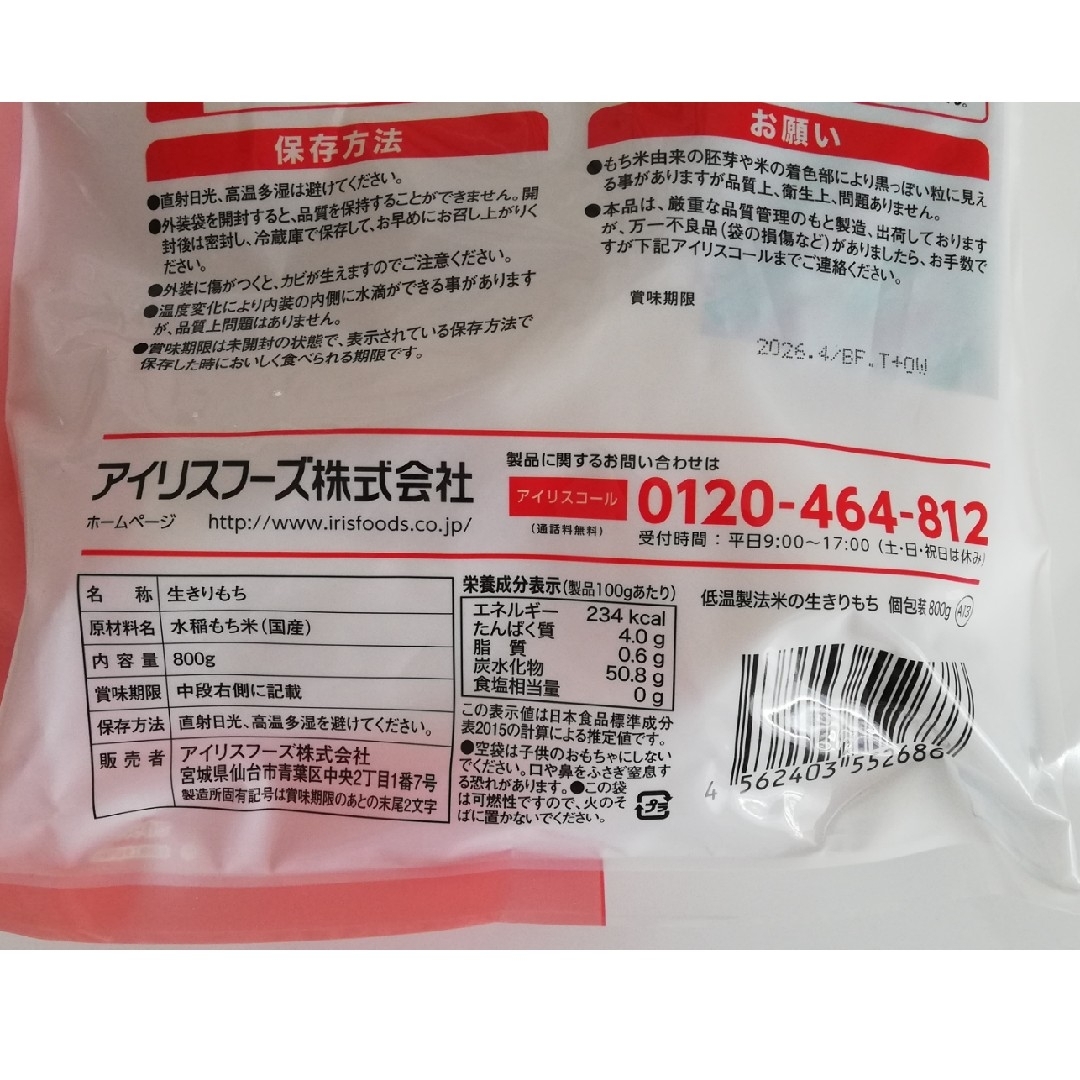 保存方法
●直射日光、高温多湿は避けてください。
●外装袋を開封すると、品質を保持することができません。開
封後は密封し、冷蔵庫で保存して、お早めにお召し上がりく
ださい。
●外装に傷がつくと、カビが生えますのでご注意ください。
●温度変化により内装の内側に水滴ができる事があります
が、品質上問題はありません。
●賞味期限は未開封の状態で、表示されている保存方法で
保存した時においしく食べられる期限です。
お願い
●もち米由来の胚芽や米の着色部により黒っぽい粒に見え
る事がありますが品質上、衛生上、問題ありません。
●本品は、厳重な品質管理のもと製造、出荷しております
が、万一不良品（袋の損傷など）がありましたら、お手数で
すが下記アイリスコールまでご連絡ください。
賞味期限
2026.4/BF.T+QW
アイリスフーズ株式会社
ホームページ http://www.irisfoods.co.jp/
製品に関するお問い合わせは
アイリスコール 0120-464-812
（通話料無料） 受付時間：平日9:00〜17:00（土・日・祝日は休み）
名称 生きりもち
原材料名 水稲もち米（国産）
内容量 800g
賞味期限 中段右側に記載
保存方法 直射日光、高温多湿を避けてください。
販売者 アイリスフーズ株式会社
宮城県仙台市青葉区中央2丁目1番7号
製造所固有記号は賞味期限のあとの末尾2文字
栄養成分表示（製品100gあたり）
エネルギー 234 kcal
たんぱく質 4.0 g
脂質 0.6 g
炭水化物 50.8 g
食塩相当量 0 g
この表示値は日本食品標準成分
表2015の計算による推定値です。
●空袋は子供のおもちゃにしない
でください。口や鼻をふさぎ窒息す
る恐れがあります。●この袋
は可燃性ですので、火のそ
ばに置かないでください。
プラ
低温製法米の生きりもち 個包装 800g A/3
4 562403 552686